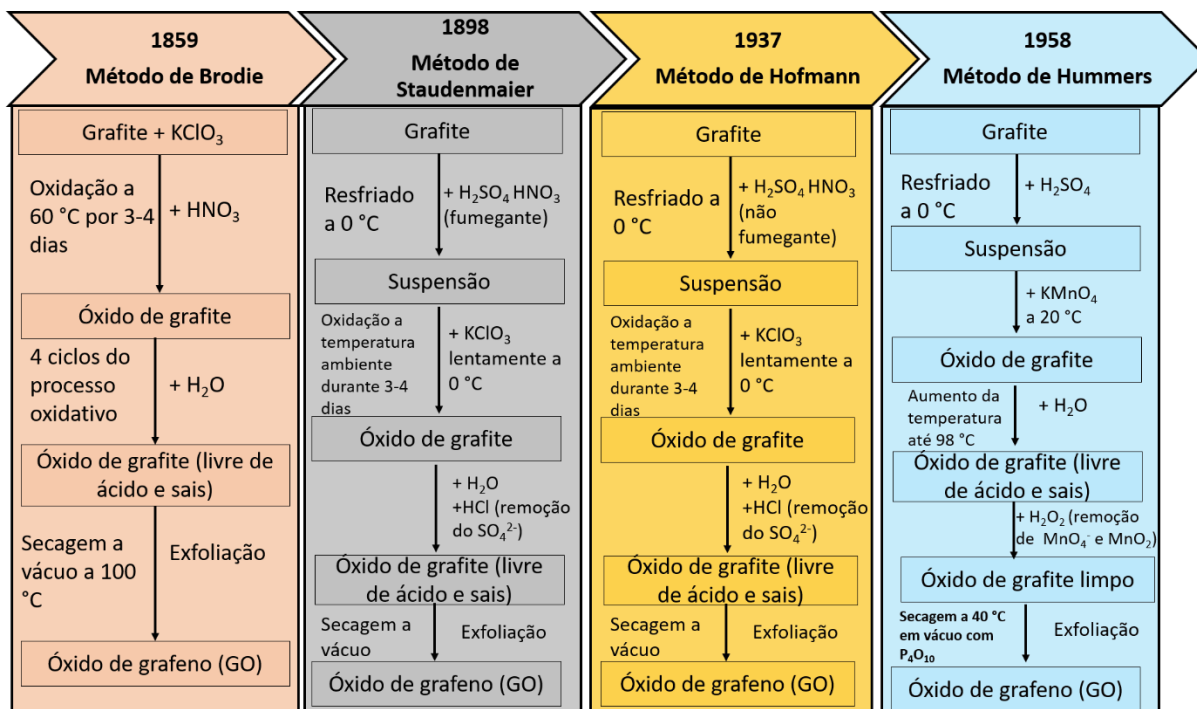 1859
Método de Brodie
Grafite + KClO₃
Oxidação a
60 °C por 3-4
dias
+ HNO₃
Óxido de grafite
4 ciclos do
processo
oxidativo
+ H₂O
Óxido de grafite (livre de
ácido e sais)
Secagem a
vácuo a 100
°C
Exfoliação
Óxido de grafeno (GO)
1898
Método de
Staudenmaier
Grafite
Resfriado
a 0 °C
+ H₂SO₄ HNO₃
(fumegante)
Suspensão
Oxidação a
temperatura
ambiente
durante 3-4
dias
+ KClO₃
lentamente a
0 °C
Óxido de grafite
+ H₂O
+HCl (remoção
do SO₄²⁻)
Óxido de grafite (livre
de ácido e sais)
Secagem a
vácuo
Exfoliação
Óxido de grafeno (GO)
1937
Método de Hofmann
Grafite
Resfriado a
0 °C
+ H₂SO₄ HNO₃
(não
fumegante)
Suspensão
Oxidação a
temperatura
ambiente
durante 3-4
dias
+ KClO₃
lentamente a
0 °C
Óxido de grafite
+ H₂O
+HCl (remoção
do SO₄²⁻)
Óxido de grafite (livre
de ácido e sais)
Secagem a
vácuo
Exfoliação
Óxido de grafeno (GO)
1958
Método de Hummers
Grafite
Resfriado
a 0 °C
+ H₂SO₄
Suspensão
+ KMnO₄
a 20 °C
Óxido de grafite
Aumento da
temperatura
até 98 °C
+ H₂O
Óxido de grafite (livre
de ácido e sais)
+ H₂O₂ (remoção
de MnO₄⁻ e MnO₂)
Óxido de grafite limpo
Secagem a 40 °C
em vácuo com
P₄O₁₀
Exfoliação
Óxido de grafeno (GO)